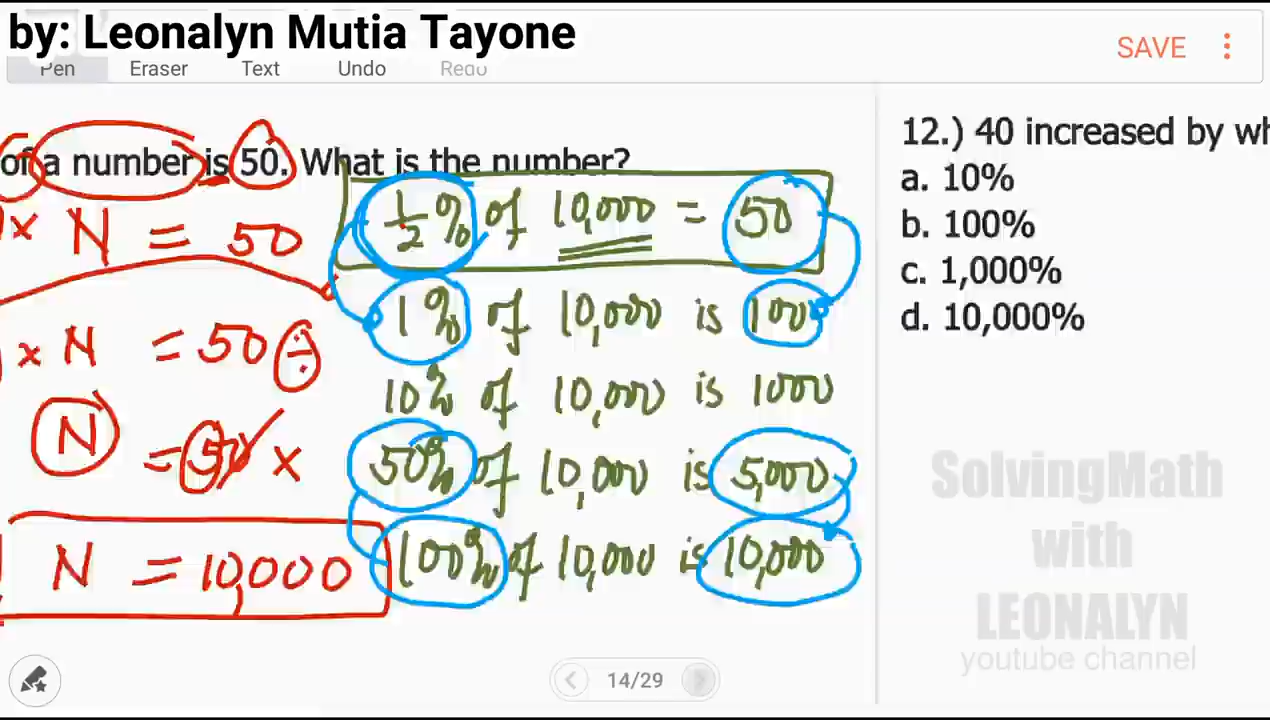 by: Leonalyn Mutia Tayone
SAVE
Pen Eraser Text Undo Redo
of a number is 50. What is the number?
x N = 50
x N = 50 ÷
N = 50 x
N = 10,000
1/2 % of 10,000 = 50
1% of 10,000 is 100
10% of 10,000 is 1000
50% of 10,000 is 5,000
100% of 10,000 is 10,000
12.) 40 increased by wh
a. 10%
b. 100%
c. 1,000%
d. 10,000%
SolvingMath
with
LEONALYN
youtube channel
14/29